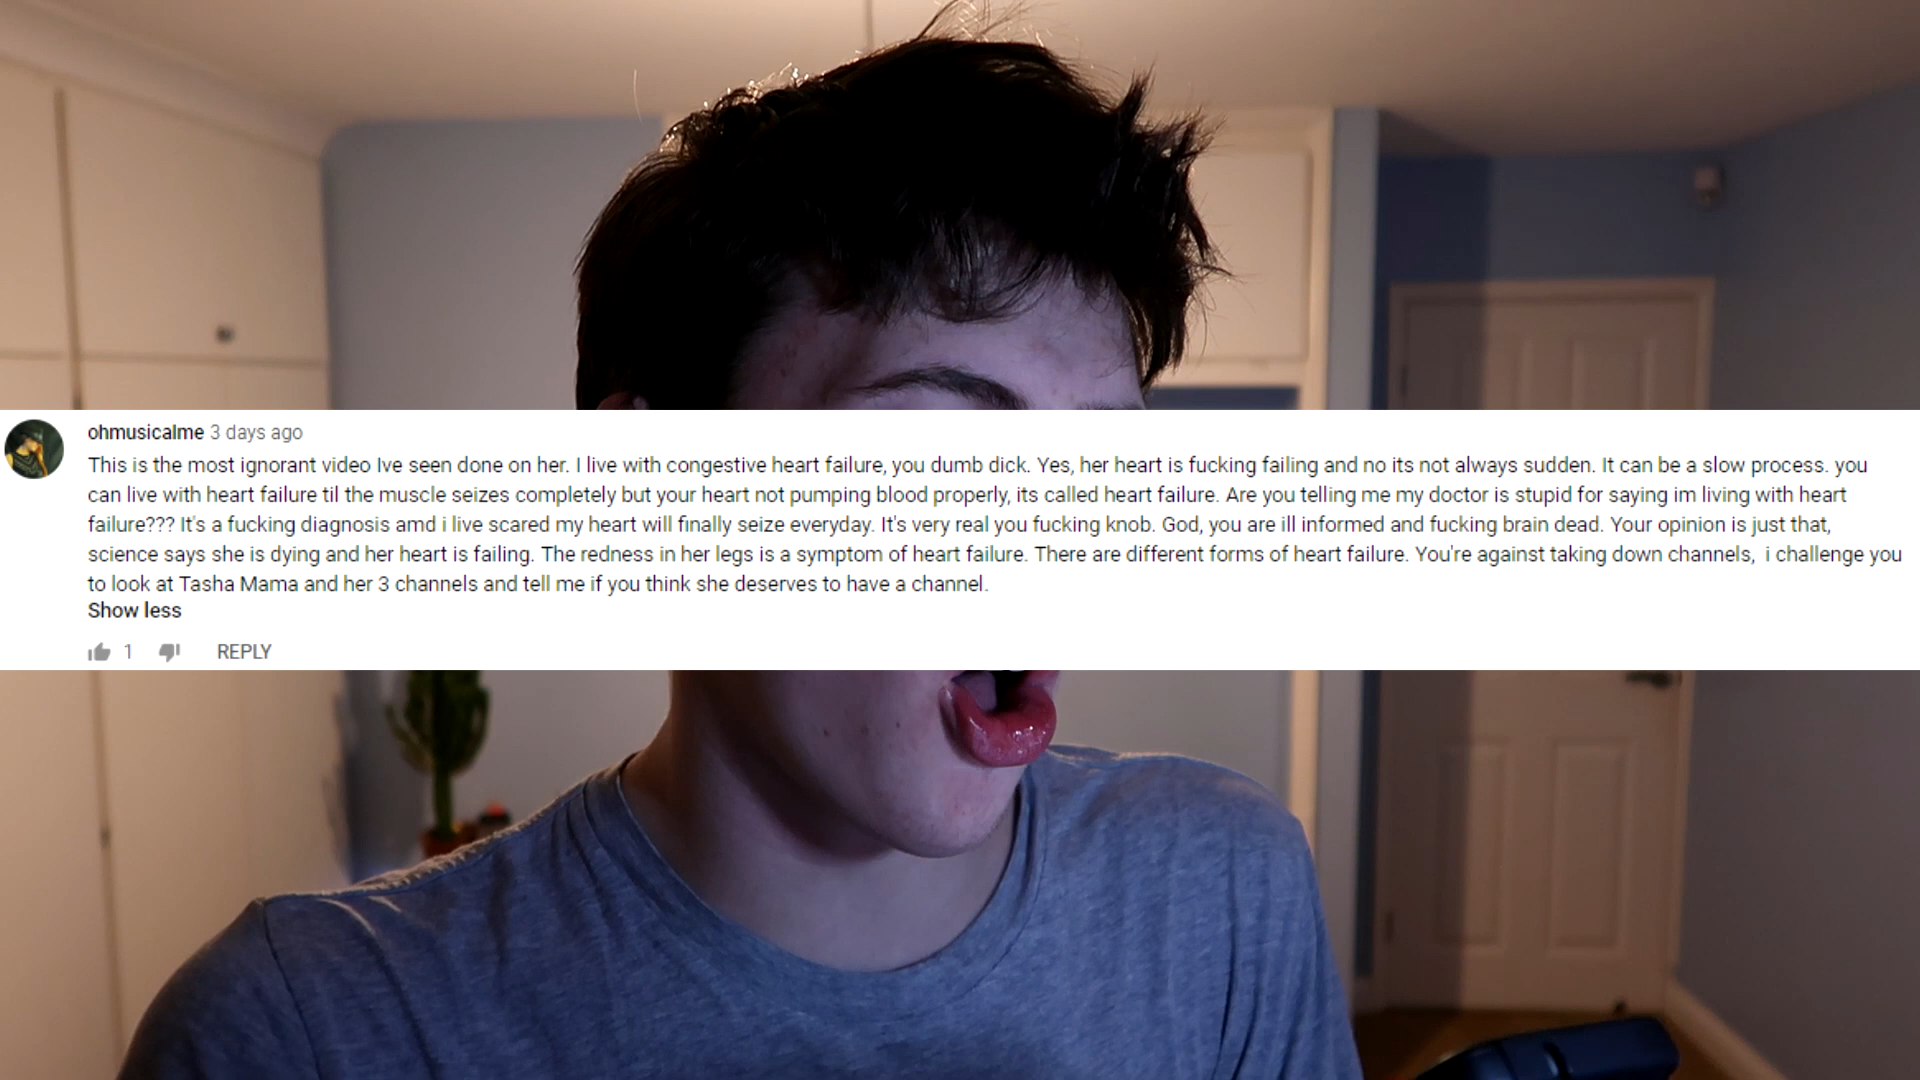 ohmusicalme 3 days ago
This is the most ignorant video Ive seen done on her. I live with congestive heart failure, you dumb dick. Yes, her heart is fucking failing and no its not always sudden. It can be a slow process. you
can live with heart failure til the muscle seizes completely but your heart not pumping blood properly, its called heart failure. Are you telling me my doctor is stupid for saying im living with heart
failure??? It's a fucking diagnosis amd i live scared my heart will finally seize everyday. It's very real you fucking knob. God, you are ill informed and fucking brain dead. Your opinion is just that,
science says she is dying and her heart is failing. The redness in her legs is a symptom of heart failure. There are different forms of heart failure. You're against taking down channels,  i challenge you
to look at Tasha Mama and her 3 channels and tell me if you think she deserves to have a channel.
Show less
1 REPLY